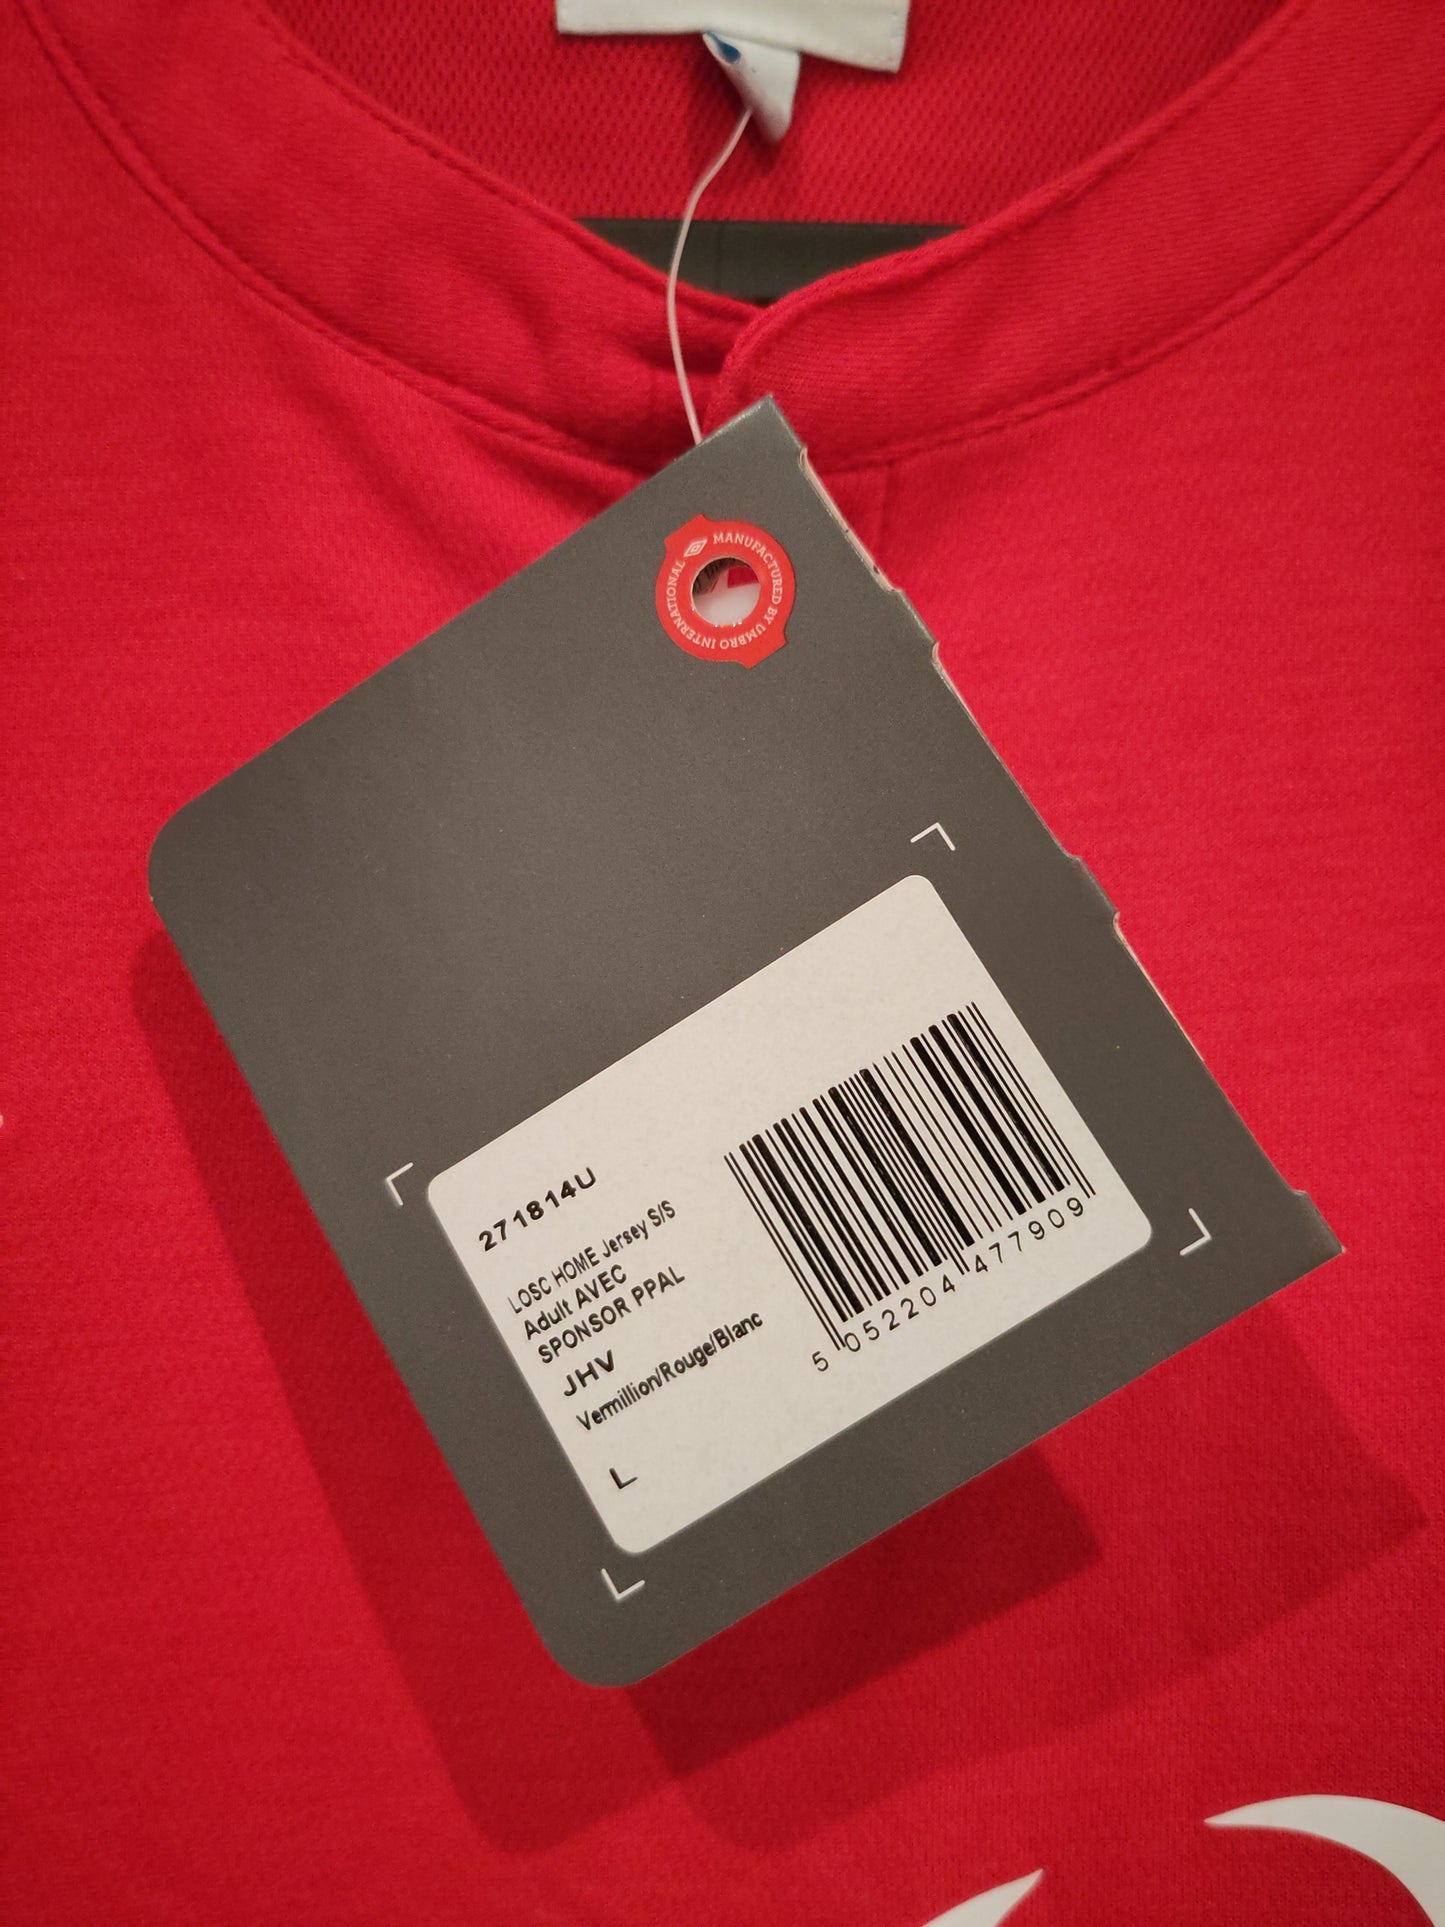 MANUFACTURED BY UMBRO INTERNATIONAL
271814U
LOSC HOME Jersey S/S
Adult AVEC
SPONSOR PPAL
JHV
Vermillion/Rouge/Blanc
L
5 052204 477909